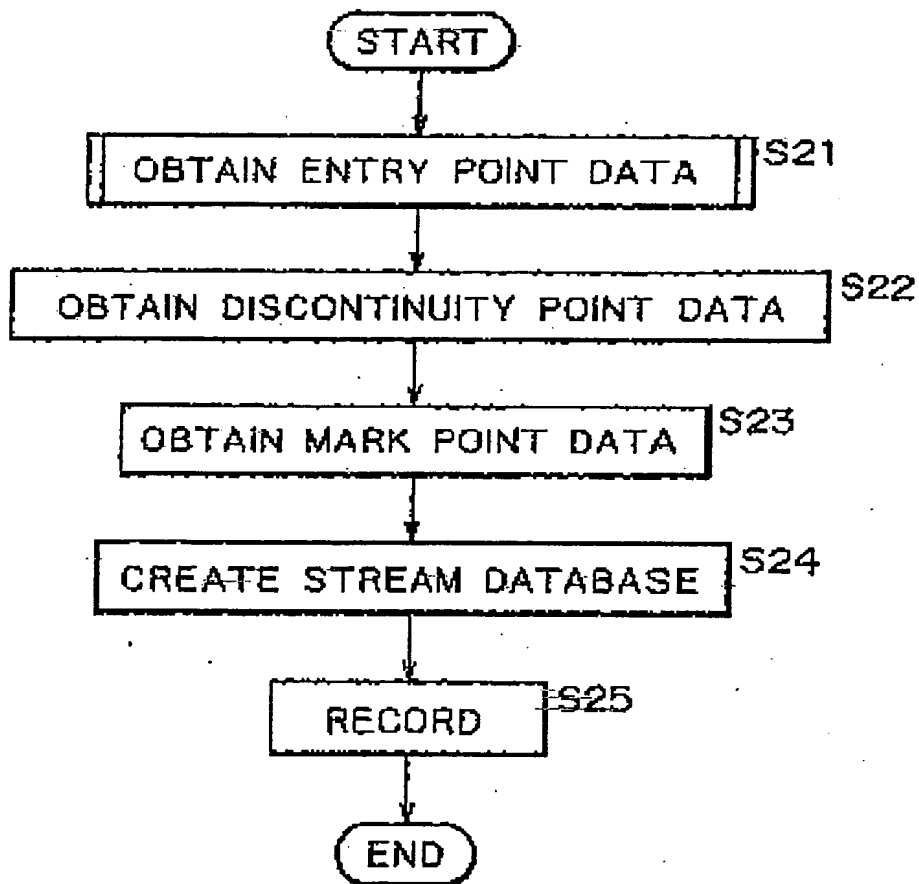 START
OBTAIN ENTRY POINT DATA
S21
OBTAIN DISCONTINUITY POINT DATA
S22
OBTAIN MARK POINT DATA
S23
CREATE STREAM DATABASE
S24
RECORD
S25
END